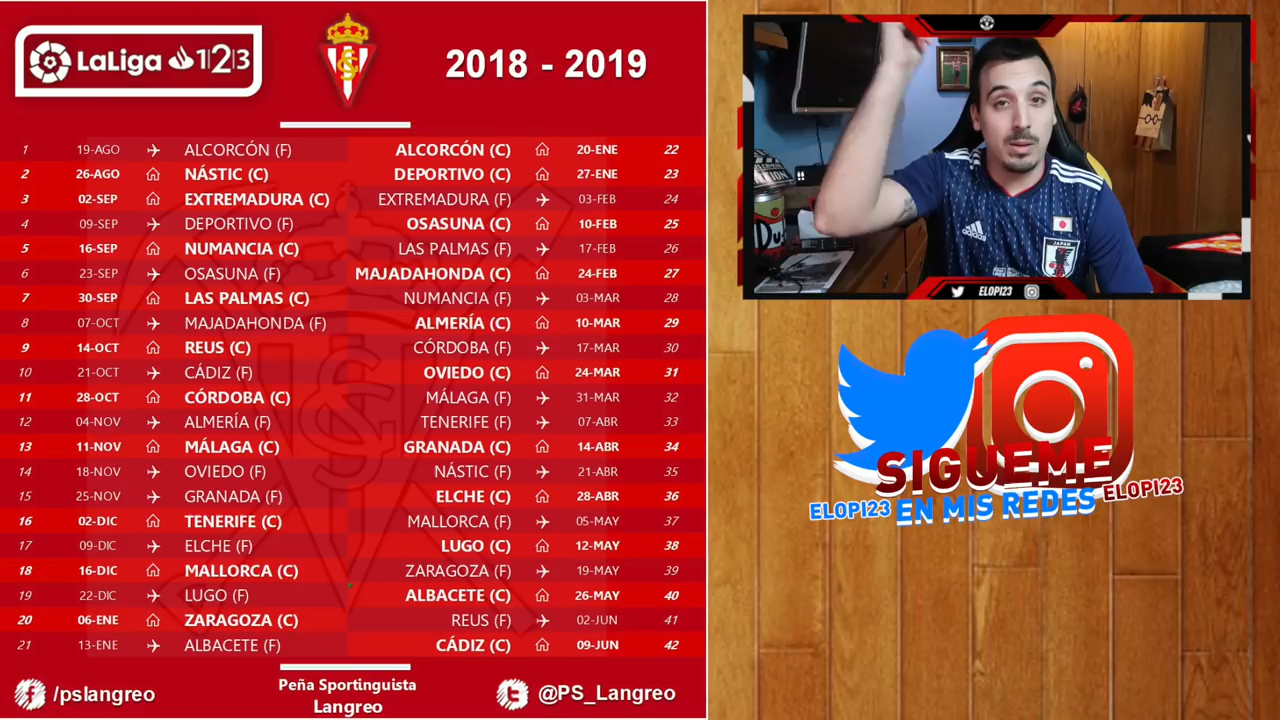 LaLiga 1|2|3
2018 - 2019
1 19-AGO ALCORCÓN (F) ALCORCÓN (C) 20-ENE 22
2 26-AGO NÁSTIC (C) DEPORTIVO (C) 27-ENE 23
3 02-SEP EXTREMADURA (C) EXTREMADURA (F) 03-FEB 24
4 09-SEP DEPORTIVO (F) OSASUNA (C) 10-FEB 25
5 16-SEP NUMANCIA (C) LAS PALMAS (F) 17-FEB 26
6 23-SEP OSASUNA (F) MAJADAHONDA (C) 24-FEB 27
7 30-SEP LAS PALMAS (C) NUMANCIA (F) 03-MAR 28
8 07-OCT MAJADAHONDA (F) ALMERÍA (C) 10-MAR 29
9 14-OCT REUS (C) CÓRDOBA (F) 17-MAR 30
10 21-OCT CÁDIZ (F) OVIEDO (C) 24-MAR 31
11 28-OCT CÓRDOBA (C) MÁLAGA (F) 31-MAR 32
12 04-NOV ALMERÍA (F) TENERIFE (F) 07-ABR 33
13 11-NOV MÁLAGA (C) GRANADA (C) 14-ABR 34
14 18-NOV OVIEDO (F) NÁSTIC (F) 21-ABR 35
15 25-NOV GRANADA (F) ELCHE (C) 28-ABR 36
16 02-DIC TENERIFE (C) MALLORCA (F) 05-MAY 37
17 09-DIC ELCHE (F) LUGO (C) 12-MAY 38
18 16-DIC MALLORCA (C) ZARAGOZA (F) 19-MAY 39
19 22-DIC LUGO (F) ALBACETE (C) 26-MAY 40
20 06-ENE ZARAGOZA (C) REUS (F) 02-JUN 41
21 13-ENE ALBACETE (F) CÁDIZ (C) 09-JUN 42
/pslangreo
Peña Sportinguista
Langreo
@PS_Langreo
adidas
JAPAN
Du
ELOPI23
SIGUEME
ELOPI23 EN MIS REDES ELOPI23